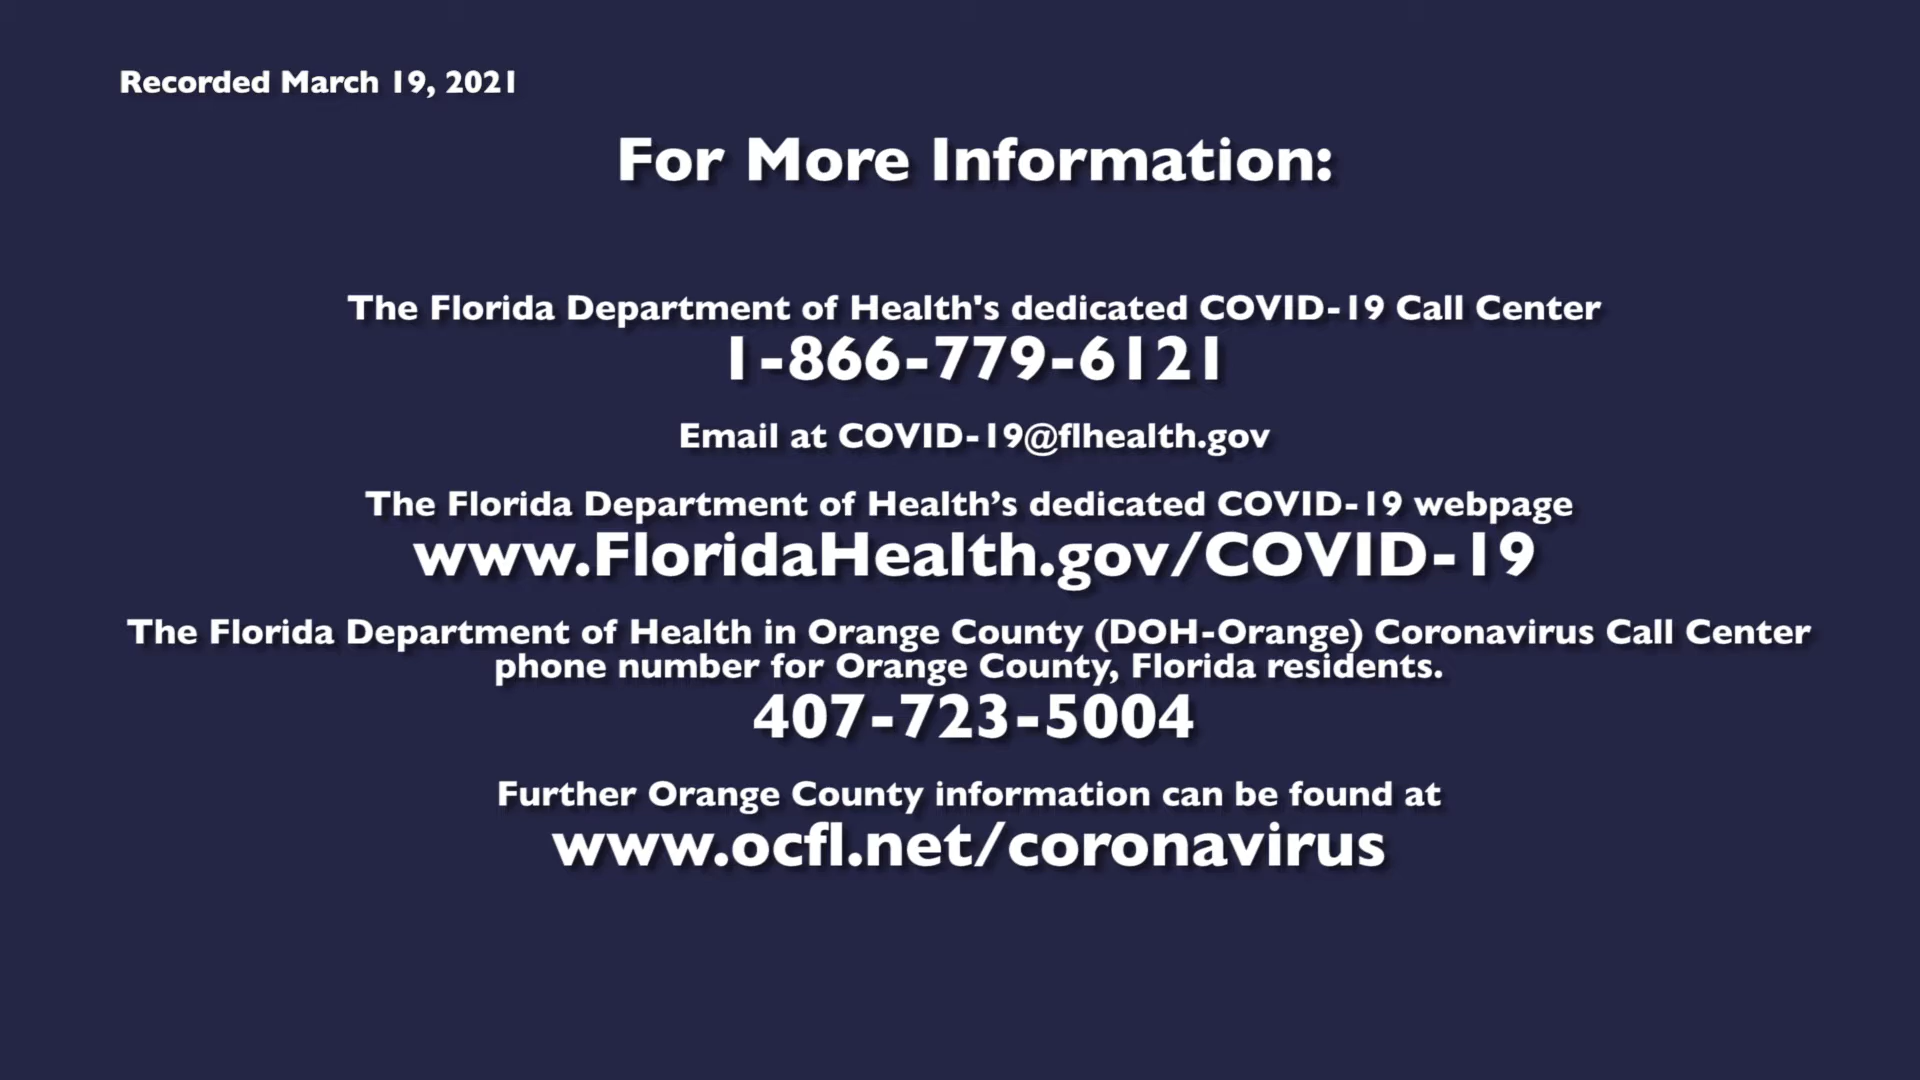 Recorded March 19, 2021
For More Information:
The Florida Department of Health's dedicated COVID-19 Call Center
1-866-779-6121
Email at COVID-19@flhealth.gov
The Florida Department of Health’s dedicated COVID-19 webpage
www.FloridaHealth.gov/COVID-19
The Florida Department of Health in Orange County (DOH-Orange) Coronavirus Call Center
phone number for Orange County, Florida residents.
407-723-5004
Further Orange County information can be found at
www.ocfl.net/coronavirus